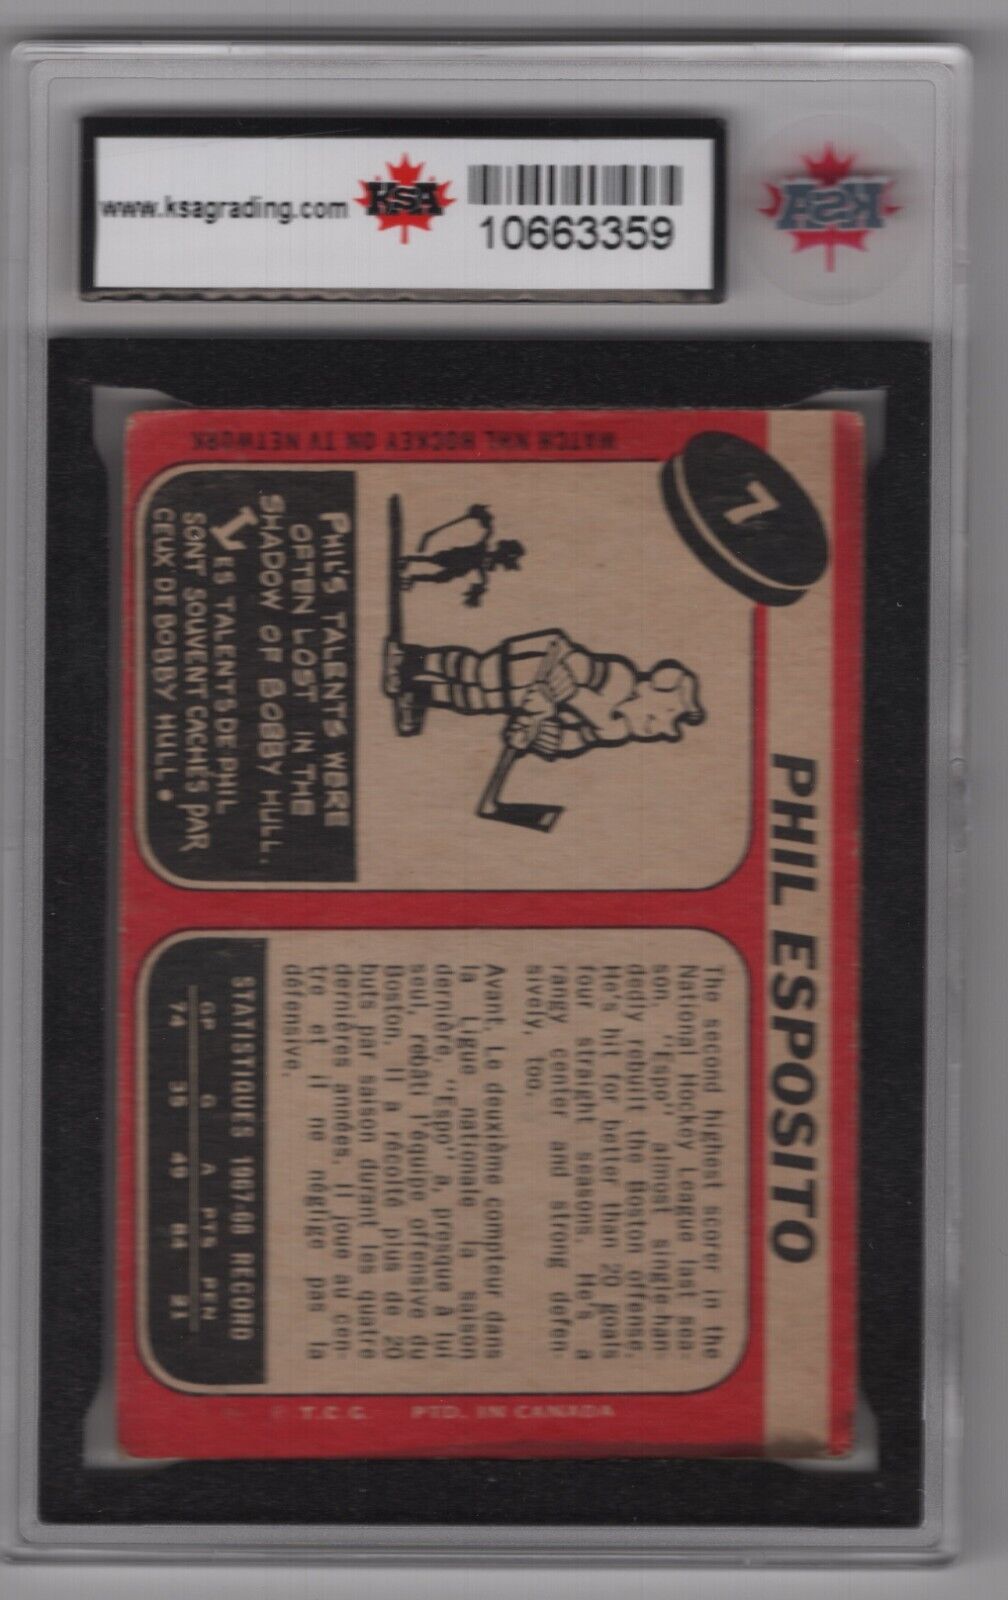 www.ksagrading.com
KSA
10663359
KSA
7
PHIL ESPOSITO
WATCH NHL HOCKEY ON TV NETWORK
PHIL'S TALENTS WERE
OFTEN LOST IN THE
SHADOW OF BOBBY HULL.
LES TALENTS DE PHIL
SONT SOUVENT CACHÉS PAR
CEUX DE BOBBY HULL.
The second highest scorer in the
National Hockey League last sea-
son, "Espo" almost single-han-
dedly rebuilt the Boston offense.
He's hit for better than 20 goals
four straight seasons. He's a
rangy center and strong defen-
sively, too.
Avant. Le deuxième compteur dans
la Ligue nationale la saison
dernière, "Espo" a, presque à lui
seul, rebâti l'équipe offensive du
Boston. Il a récolté plus de 20
buts par saison durant les quatre
dernières années. Il joue au cen-
tre et il ne néglige pas la
défensive.
STATISTIQUES 1967-68 RECORD
GP G A PTS PEN
74 35 49 84 21
T.C.G. PTD. IN CANADA